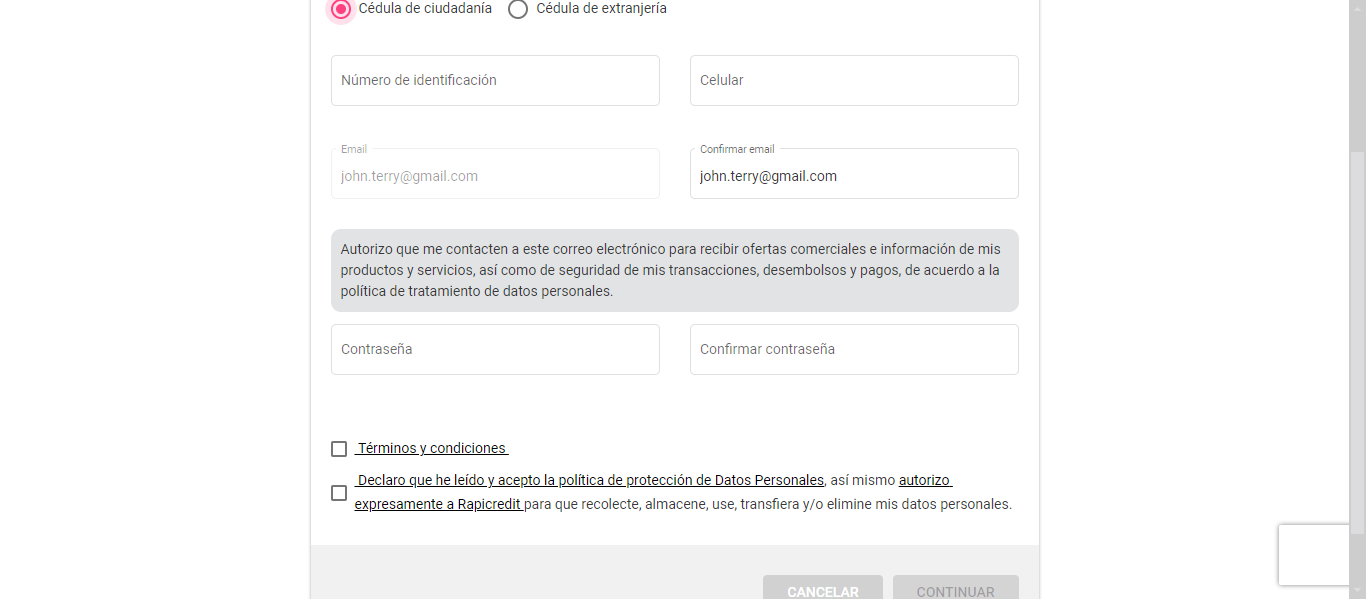 Cédula de ciudadanía Cédula de extranjería
Número de identificación Celular
Email Confirmar email
john.terry@gmail.com john.terry@gmail.com
Autorizo que me contacten a este correo electrónico para recibir ofertas comerciales e información de mis
productos y servicios, así como de seguridad de mis transacciones, desembolsos y pagos, de acuerdo a la
política de tratamiento de datos personales.
Contraseña Confirmar contraseña
Términos y condiciones
Declaro que he leído y acepto la política de protección de Datos Personales, así mismo autorizo
expresamente a Rapicredit para que recolecte, almacene, use, transfiera y/o elimine mis datos personales.
CANCELAR CONTINUAR